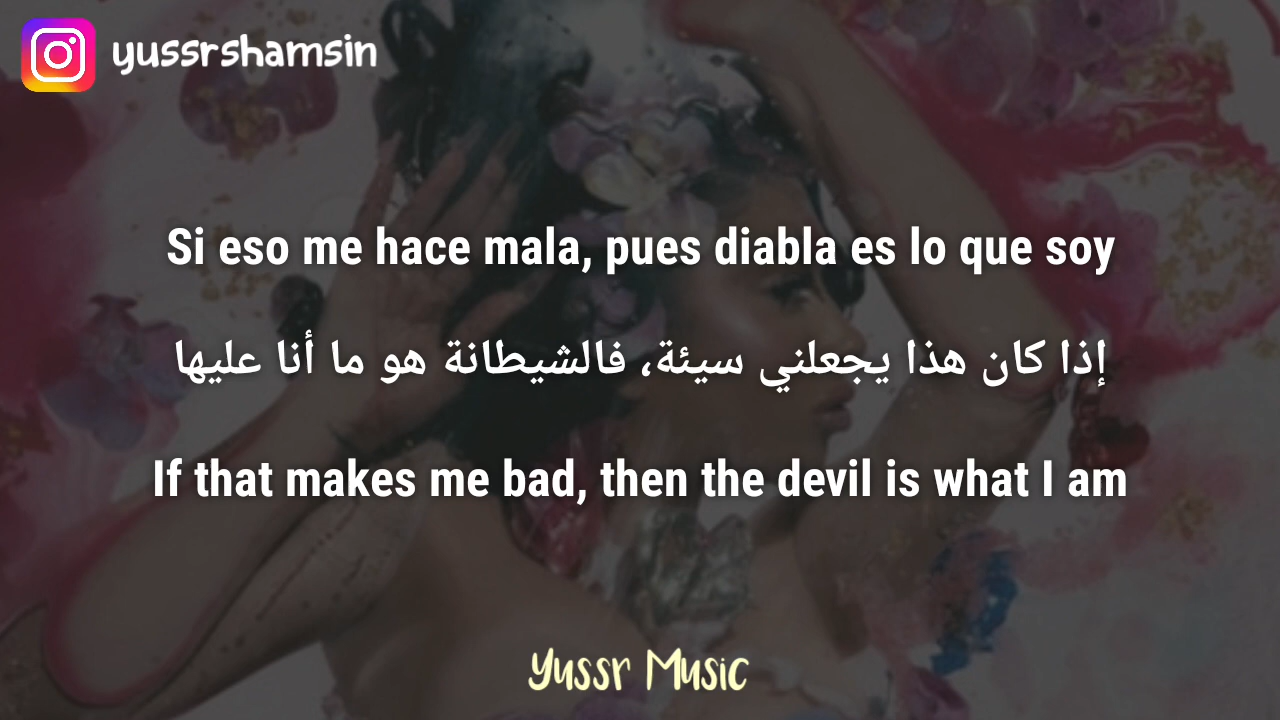 yussrshamsin
Si eso me hace mala, pues diabla es lo que soy
إذا كان هذا يجعلني سيئة، فالشيطانة هو ما أنا عليها
If that makes me bad, then the devil is what I am
Yussr Music